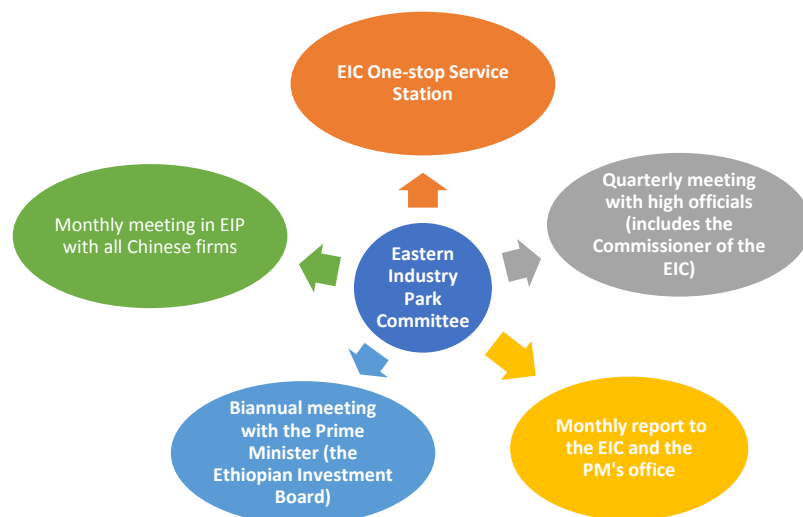 EIC One-stop Service
Station
Quarterly meeting
with high officials
(includes the
Commissioner of the
EIC)
Monthly meeting in EIP
with all Chinese firms
Eastern
Industry
Park
Committee
Biannual meeting
with the Prime
Minister (the
Ethiopian Investment
Board)
Monthly report to
the EIC and the
PM's office